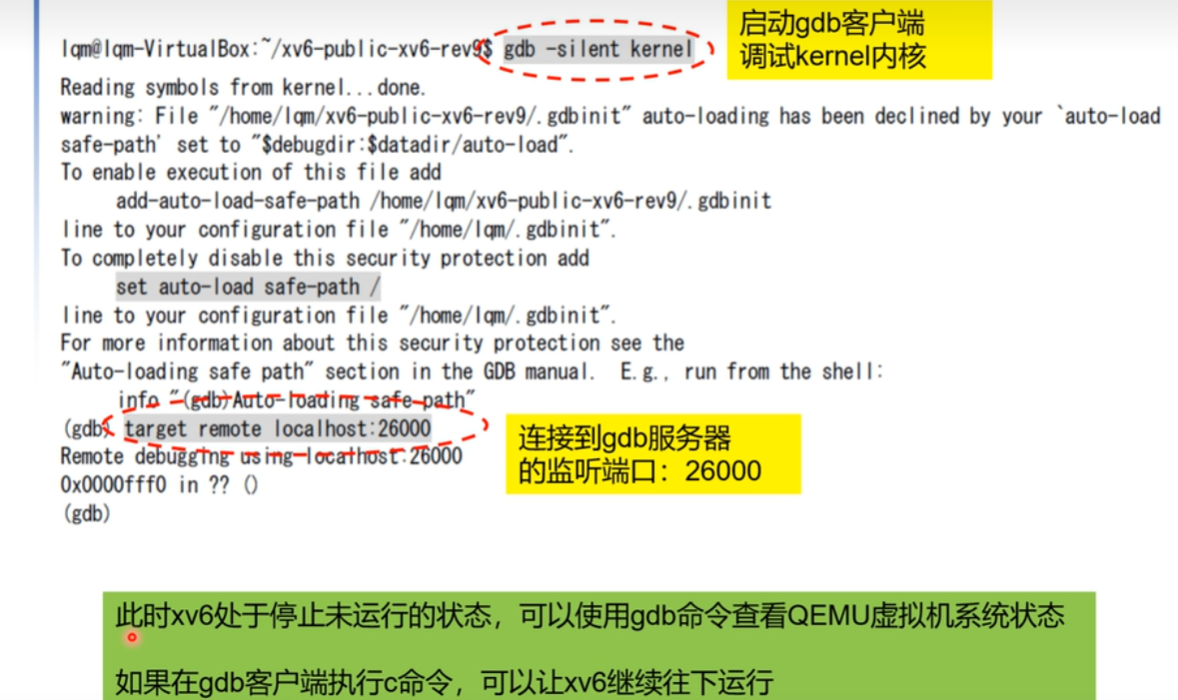 lqm@lqm-VirtualBox:~/xv6-public-xv6-rev9$ gdb -silent kernel
启动gdb客户端
调试kernel内核
Reading symbols from kernel...done.
warning: File "/home/lqm/xv6-public-xv6-rev9/.gdbinit" auto-loading has been declined by your `auto-load
safe-path' set to "$debugdir:$datadir/auto-load".
To enable execution of this file add
add-auto-load-safe-path /home/lqm/xv6-public-xv6-rev9/.gdbinit
line to your configuration file "/home/lqm/.gdbinit".
To completely disable this security protection add
set auto-load safe-path /
line to your configuration file "/home/lqm/.gdbinit".
For more information about this security protection see the
"Auto-loading safe path" section in the GDB manual.  E.g., run from the shell:
info "(gdb)Auto-loading safe-path"
(gdb) target remote localhost:26000
Remote debugging using localhost:26000
0x0000fff0 in ?? ()
(gdb)
连接到gdb服务器
的监听端口：26000
此时xv6处于停止未运行的状态，可以使用gdb命令查看QEMU虚拟机系统状态
如果在gdb客户端执行c命令，可以让xv6继续往下运行